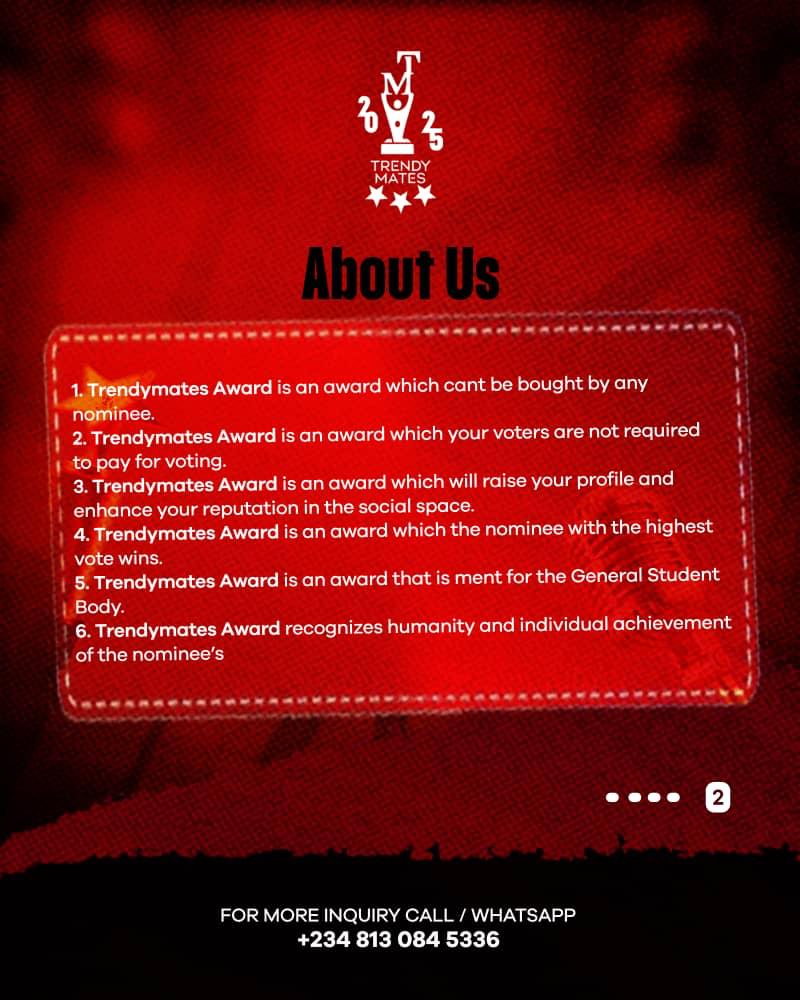 TM
20 25
TRENDY
MATES
About Us
1. Trendymates Award is an award which cant be bought by any
nominee.
2. Trendymates Award is an award which your voters are not required
to pay for voting.
3. Trendymates Award is an award which will raise your profile and
enhance your reputation in the social space.
4. Trendymates Award is an award which the nominee with the highest
vote wins.
5. Trendymates Award is an award that is ment for the General Student
Body.
6. Trendymates Award recognizes humanity and individual achievement
of the nominee’s
2
FOR MORE INQUIRY CALL / WHATSAPP
+234 813 084 5336